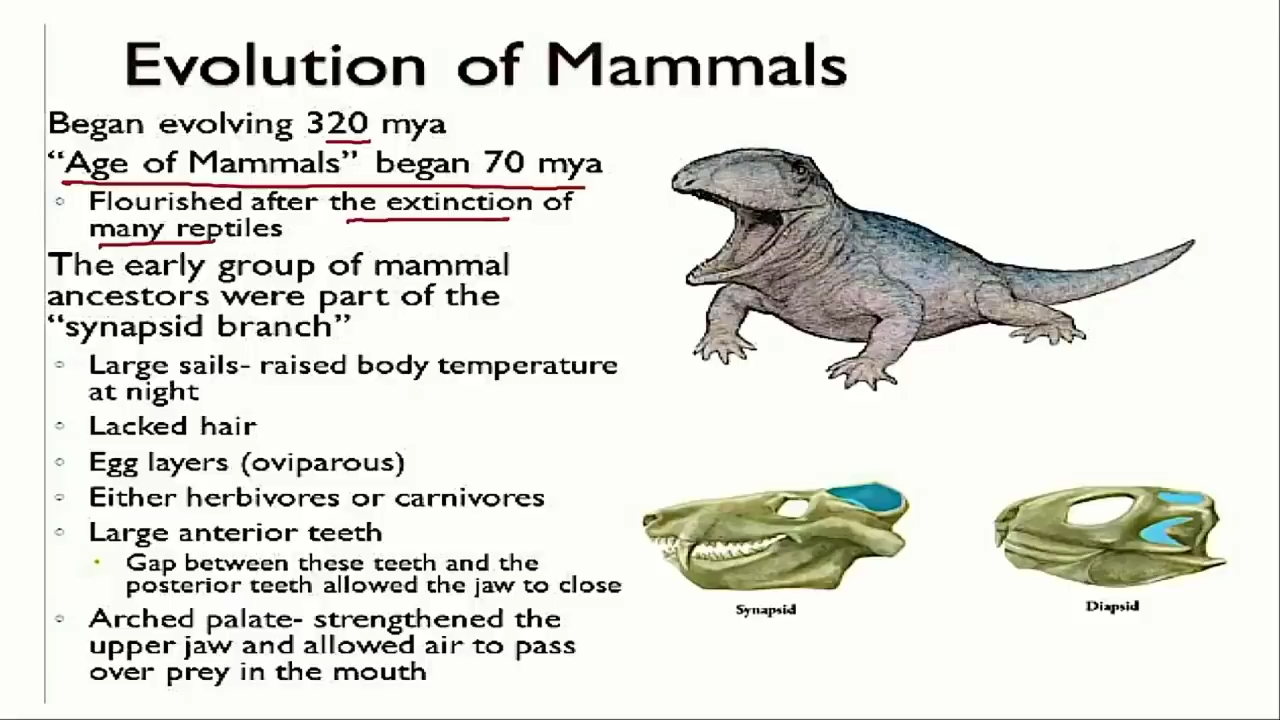 Evolution of Mammals
Began evolving 320 mya
“Age of Mammals” began 70 mya
◦ Flourished after the extinction of
many reptiles
The early group of mammal
ancestors were part of the
“synapsid branch”
◦ Large sails- raised body temperature
at night
◦ Lacked hair
◦ Egg layers (oviparous)
◦ Either herbivores or carnivores
◦ Large anterior teeth
• Gap between these teeth and the
posterior teeth allowed the jaw to close
◦ Arched palate- strengthened the
upper jaw and allowed air to pass
over prey in the mouth
Synapsid
Diapsid